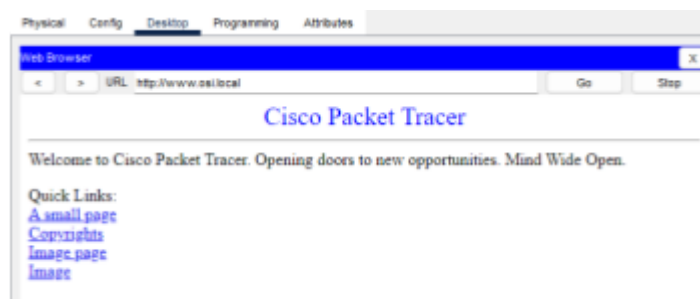 Physical Config Desktop Programming Attributes
Web Browser X
< > URL http://www.osi.local Go Stop
Cisco Packet Tracer
Welcome to Cisco Packet Tracer. Opening doors to new opportunities. Mind Wide Open.
Quick Links:
A small page
Copyrights
Image page
Image